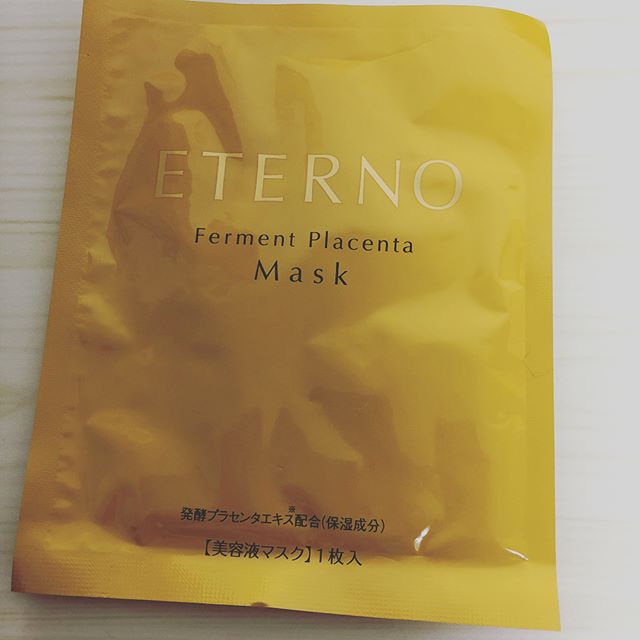 ETERNO
Ferment Placenta
Mask
発酵プラセンタエキス※配合(保湿成分)
【美容液マスク】1枚入